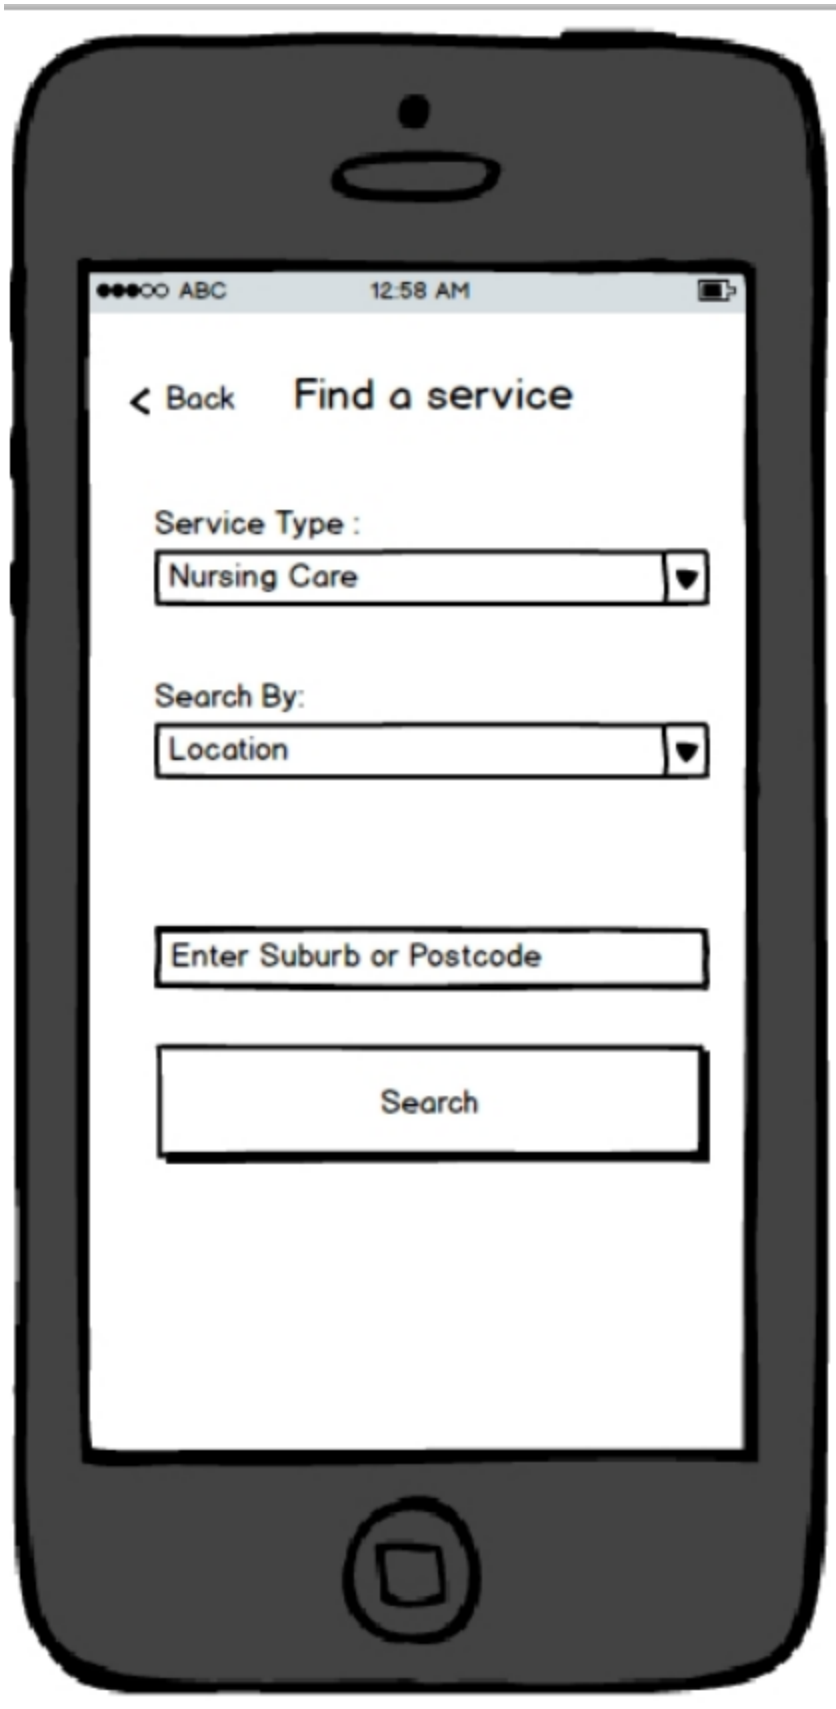 ABC 12:58 AM
< Back Find a service
Service Type :
Nursing Care
Search By:
Location
Enter Suburb or Postcode
Search